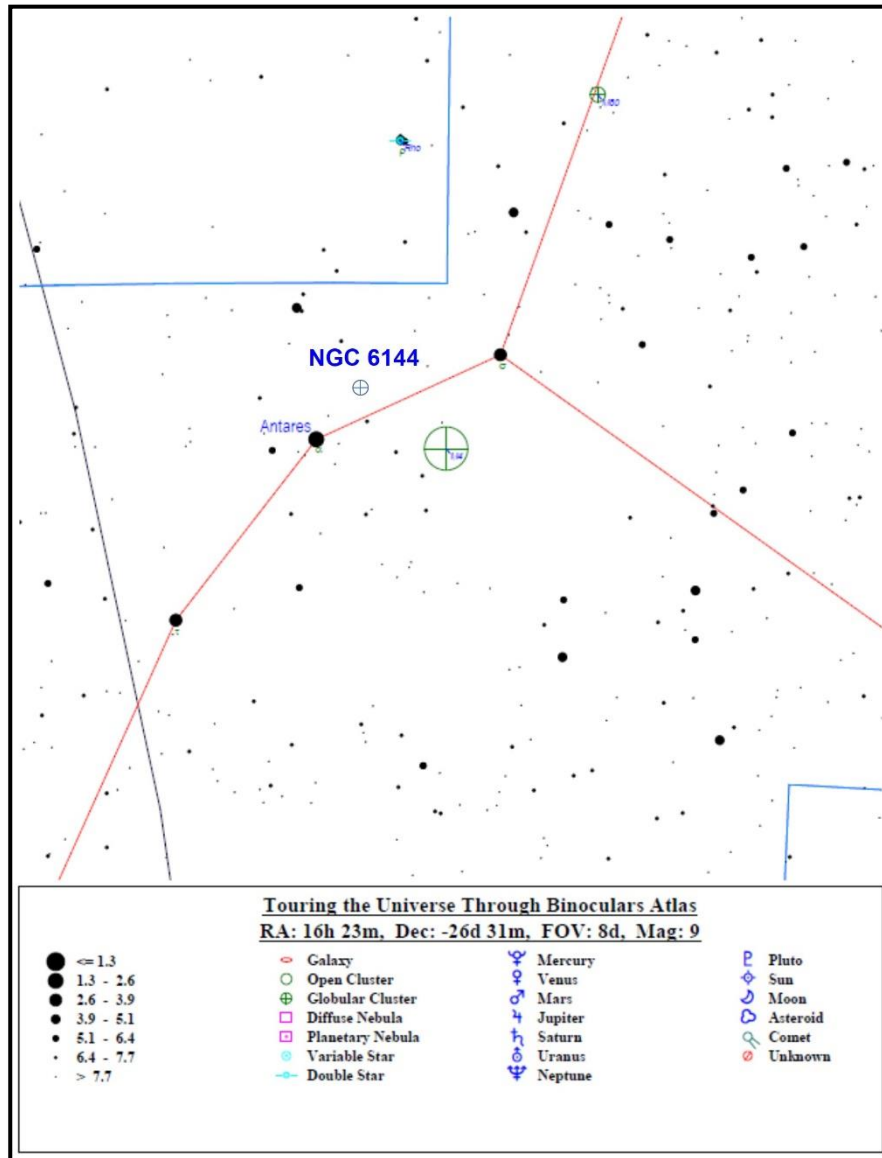 M80
Rho
ρ
NGC 6144
σ
Antares
α
M4
τ
Touring the Universe Through Binoculars Atlas
RA: 16h 23m, Dec: -26d 31m, FOV: 8d, Mag: 9
<= 1.3
1.3 - 2.6
2.6 - 3.9
3.9 - 5.1
5.1 - 6.4
6.4 - 7.7
> 7.7
Galaxy
Open Cluster
Globular Cluster
Diffuse Nebula
Planetary Nebula
Variable Star
Double Star
Mercury
Venus
Mars
Jupiter
Saturn
Uranus
Neptune
Pluto
Sun
Moon
Asteroid
Comet
Unknown